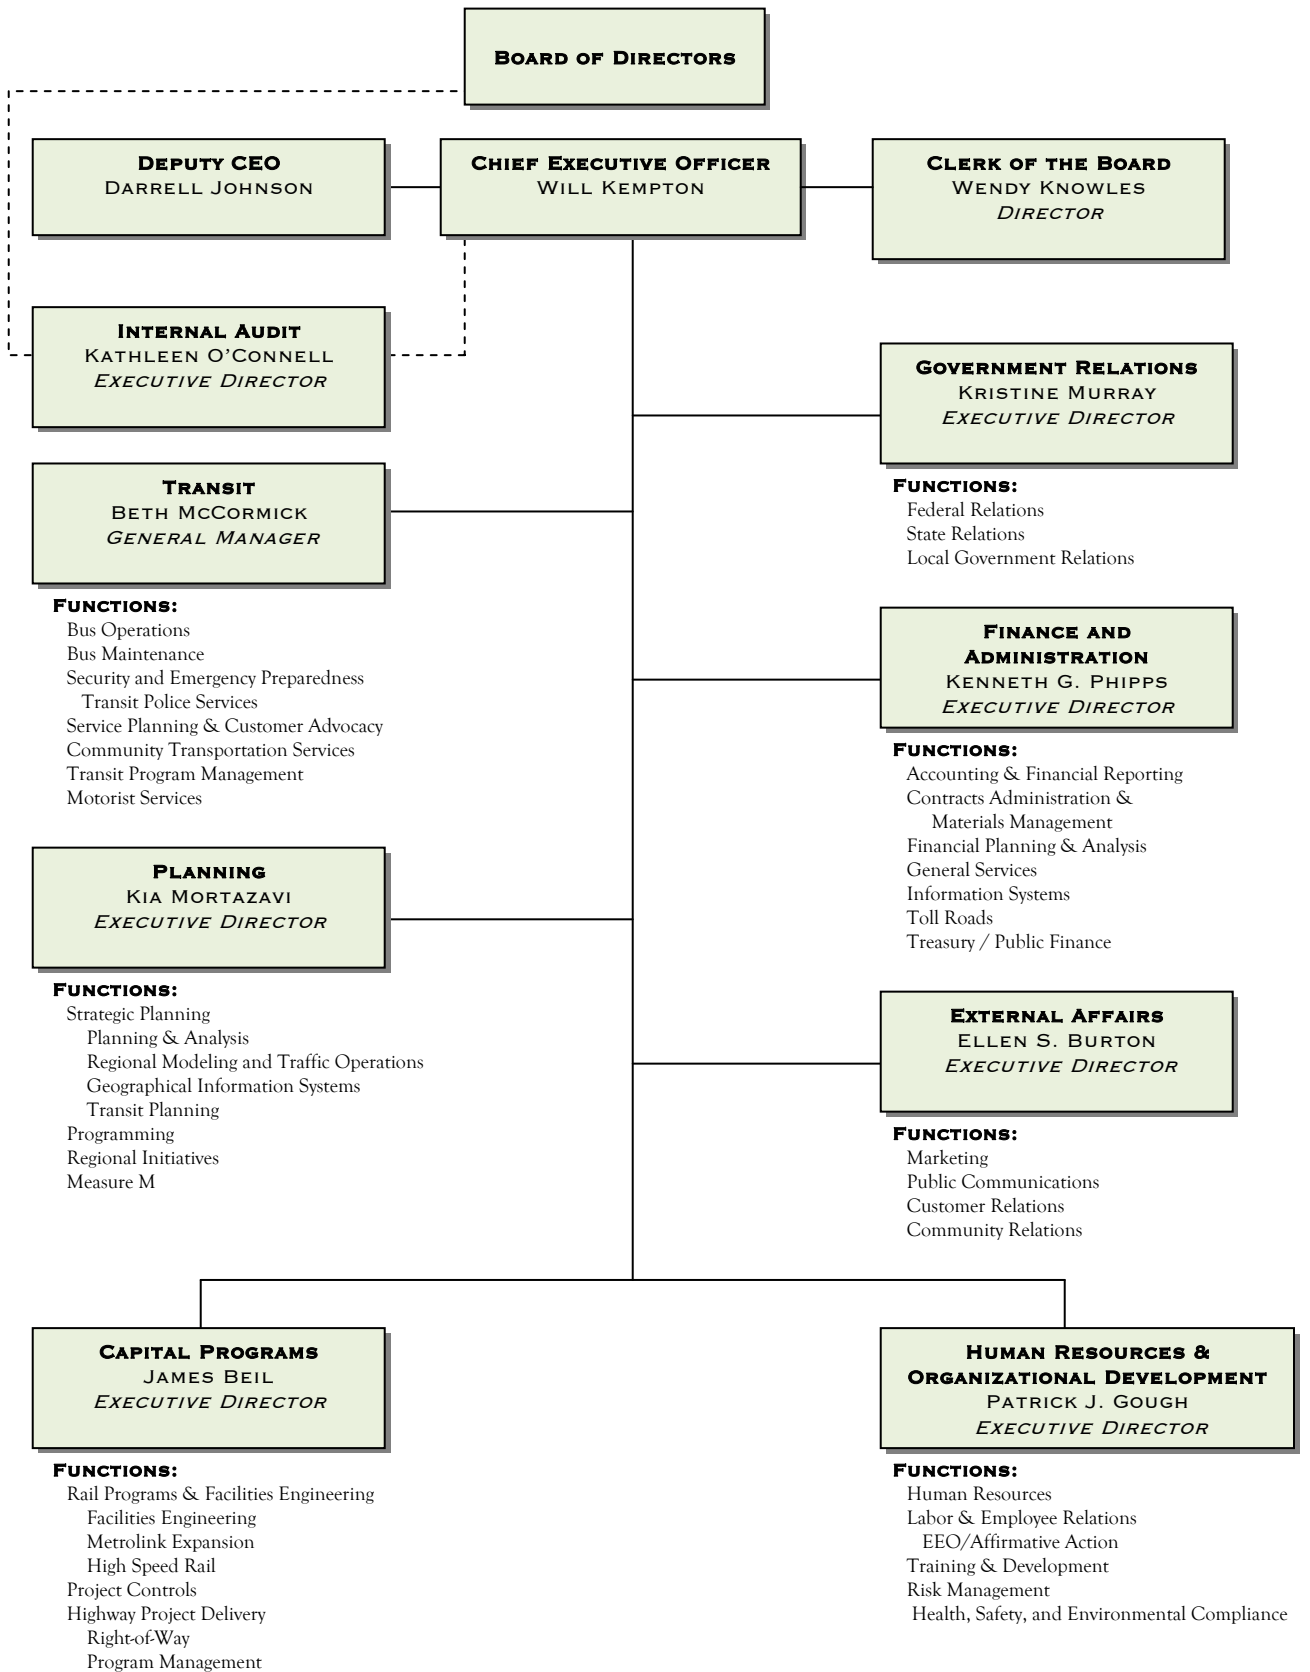 Board of Directors
Deputy CEO
Darrell Johnson
Chief Executive Officer
Will Kempton
Clerk of the Board
Wendy Knowles
Director
Internal Audit
Kathleen O’Connell
Executive Director
Government Relations
Kristine Murray
Executive Director
Functions:
Federal Relations
State Relations
Local Government Relations
Transit
Beth McCormick
General Manager
Functions:
Bus Operations
Bus Maintenance
Security and Emergency Preparedness
Transit Police Services
Service Planning & Customer Advocacy
Community Transportation Services
Transit Program Management
Motorist Services
Finance and
Administration
Kenneth G. Phipps
Executive Director
Functions:
Accounting & Financial Reporting
Contracts Administration &
Materials Management
Financial Planning & Analysis
General Services
Information Systems
Toll Roads
Treasury / Public Finance
Planning
Kia Mortazavi
Executive Director
Functions:
Strategic Planning
Planning & Analysis
Regional Modeling and Traffic Operations
Geographical Information Systems
Transit Planning
Programming
Regional Initiatives
Measure M
External Affairs
Ellen S. Burton
Executive Director
Functions:
Marketing
Public Communications
Customer Relations
Community Relations
Capital Programs
James Beil
Executive Director
Functions:
Rail Programs & Facilities Engineering
Facilities Engineering
Metrolink Expansion
High Speed Rail
Project Controls
Highway Project Delivery
Right-of-Way
Program Management
Human Resources &
Organizational Development
Patrick J. Gough
Executive Director
Functions:
Human Resources
Labor & Employee Relations
EEO/Affirmative Action
Training & Development
Risk Management
Health, Safety, and Environmental Compliance